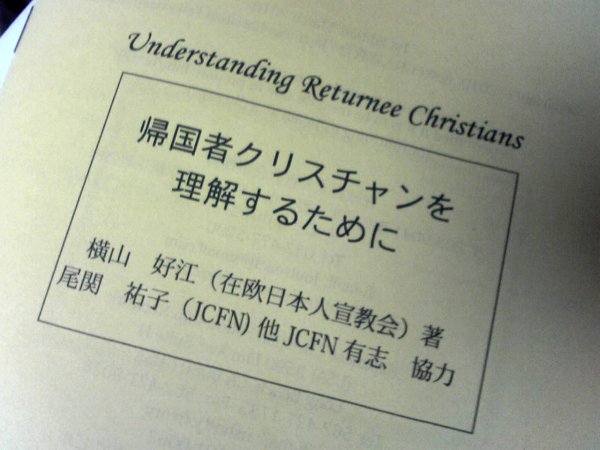 Understanding Returnee Christians
帰国者クリスチャンを
理解するために
横山　好江（在欧日本人宣教会）著
尾関　祐子（JCFN）他 JCFN 有志　協力